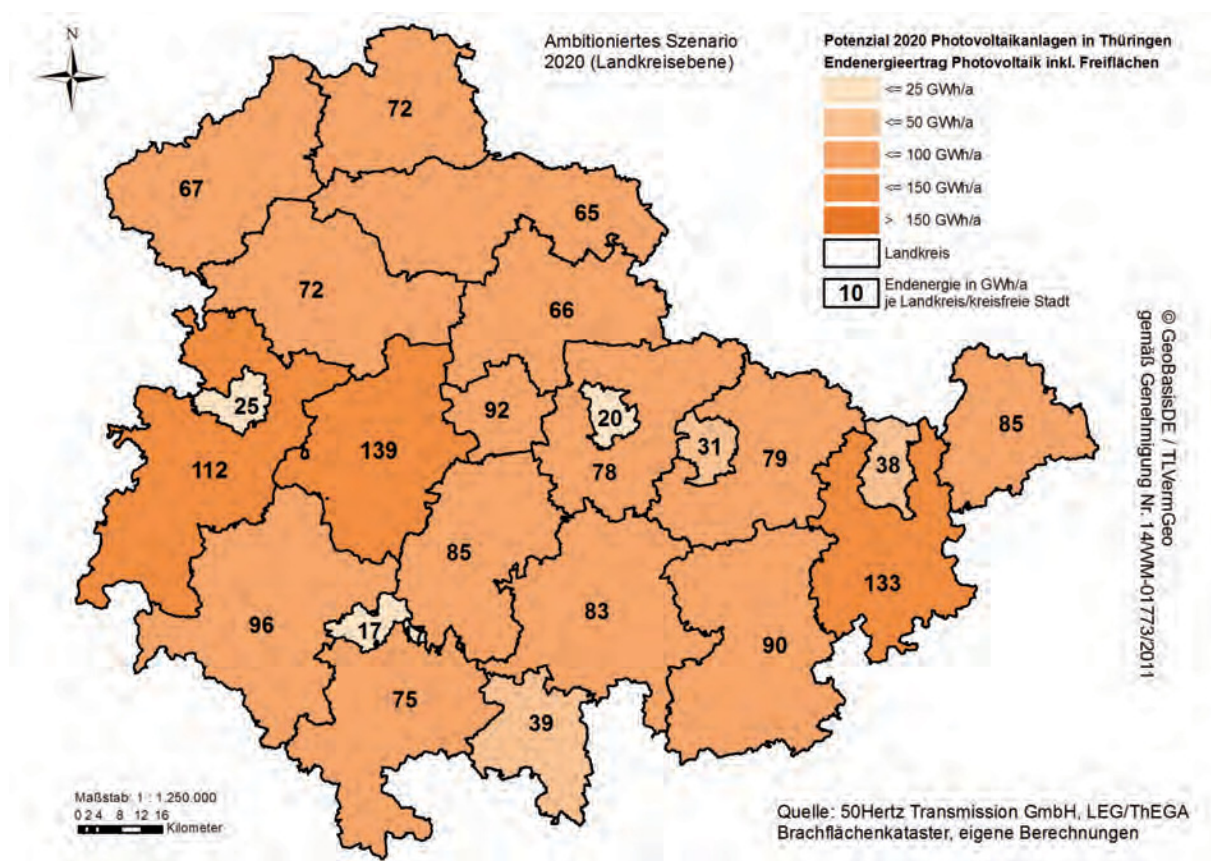 N
Ambitioniertes Szenario
2020 (Landkreisebene)
Potenzial 2020 Photovoltaikanlagen in Thüringen
Endenergieertrag Photovoltaik inkl. Freiflächen
<= 25 GWh/a
<= 50 GWh/a
<= 100 GWh/a
<= 150 GWh/a
> 150 GWh/a
Landkreis
10 Endenergie in GWh/a
je Landkreis/kreisfreie Stadt
72
67
65
72
66
25
92
20
85
112
139
31
79
38
78
85
133
96
17
83
90
75
39
© GeoBasisDE / TLVermGeo
gemäß Genehmigung Nr. 14/WM-01773/2011
Maßstab: 1 : 1.250.000
0 2 4 8 12 16
Kilometer
Quelle: 50Hertz Transmission GmbH, LEG/ThEGA
Brachflächenkataster, eigene Berechnungen